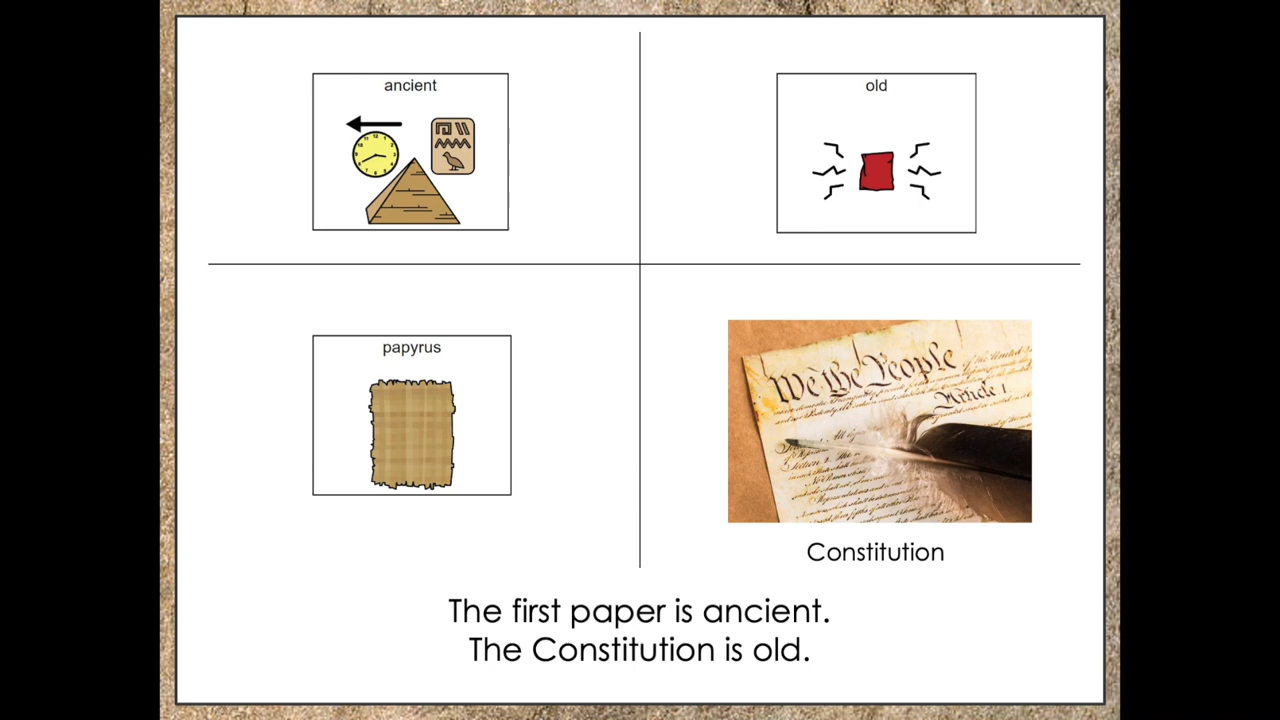 ancient
old
papyrus
We the People
Article 1
Constitution
The first paper is ancient.
The Constitution is old.